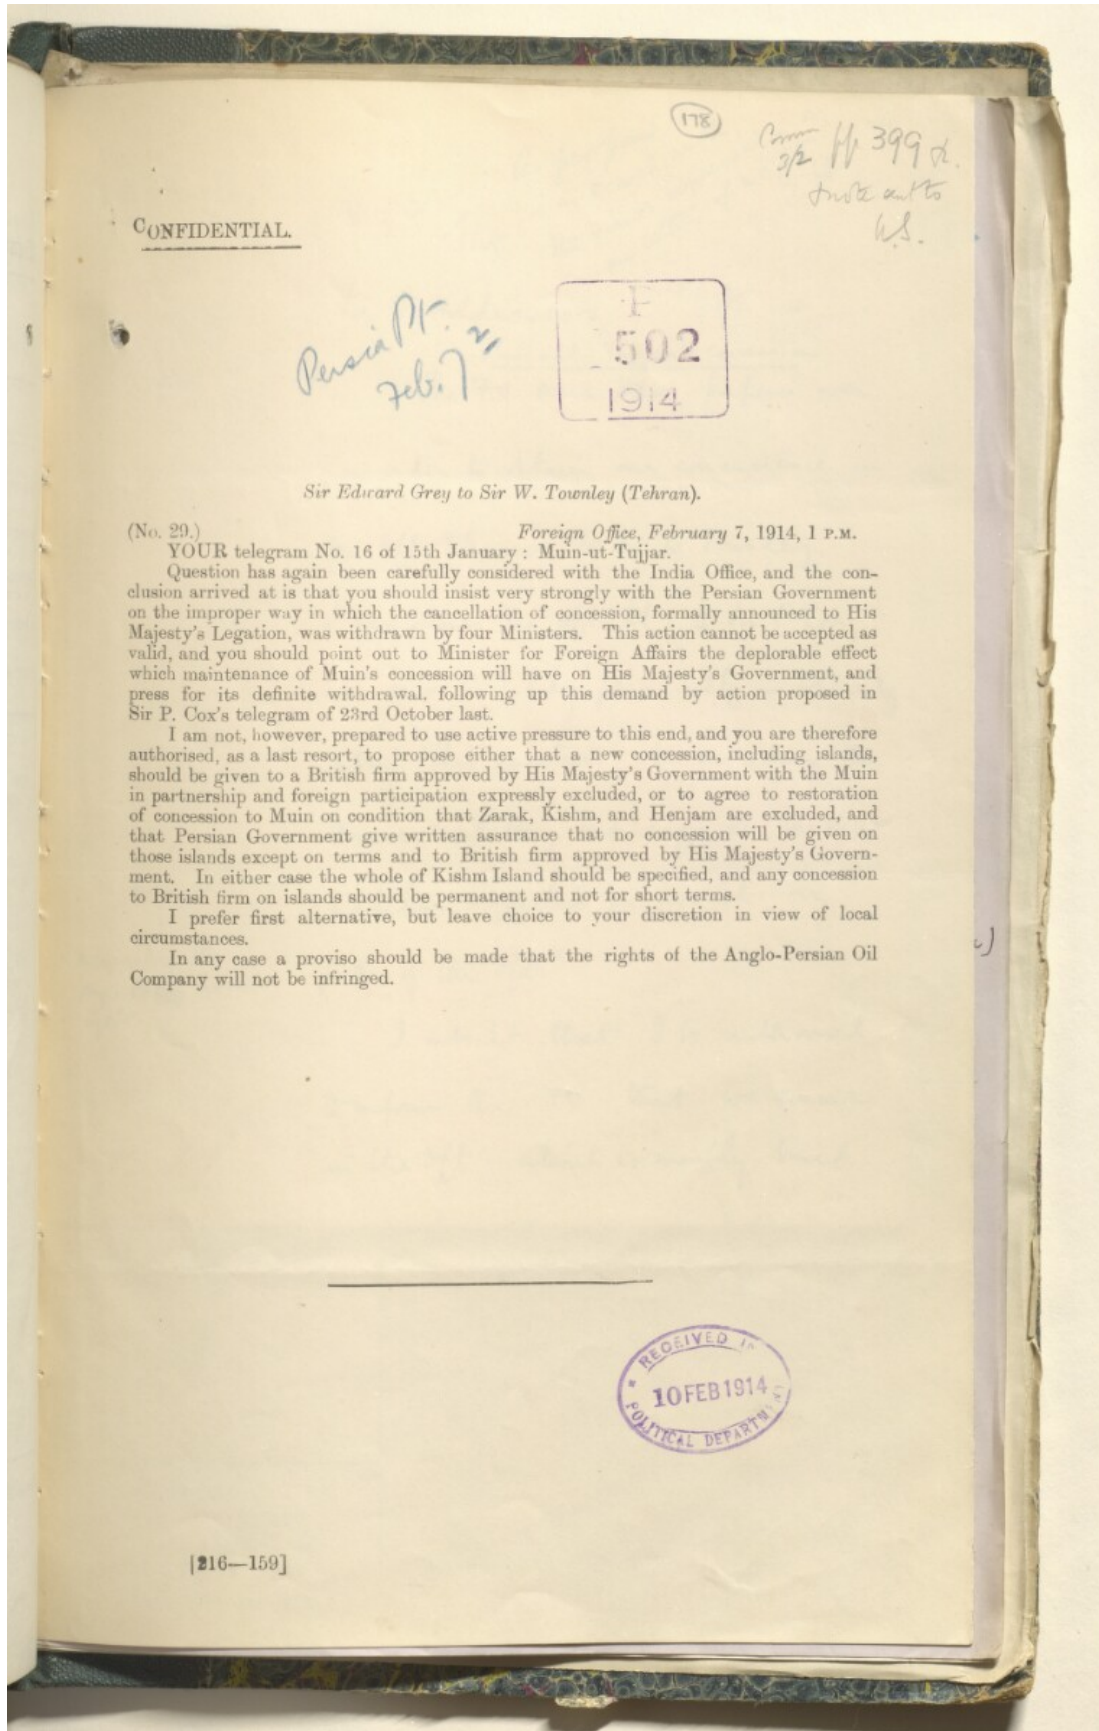 178
pp 399
CONFIDENTIAL.
Persia Pt.
Feb. 7
P
502
1914
Sir Edward Grey to Sir W. Townley (Tehran).
(No. 29.) Foreign Office, February 7, 1914, 1 P.M.
YOUR telegram No. 16 of 15th January : Muin-ut-Tujjar.
Question has again been carefully considered with the India Office, and the con-
clusion arrived at is that you should insist very strongly with the Persian Government
on the improper way in which the cancellation of concession, formally announced to His
Majesty's Legation, was withdrawn by four Ministers. This action cannot be accepted as
valid, and you should point out to Minister for Foreign Affairs the deplorable effect
which maintenance of Muin's concession will have on His Majesty's Government, and
press for its definite withdrawal. following up this demand by action proposed in
Sir P. Cox's telegram of 23rd October last.
I am not, however, prepared to use active pressure to this end, and you are therefore
authorised, as a last resort, to propose either that a new concession, including islands,
should be given to a British firm approved by His Majesty's Government with the Muin
in partnership and foreign participation expressly excluded, or to agree to restoration
of concession to Muin on condition that Zarak, Kishm, and Henjam are excluded, and
that Persian Government give written assurance that no concession will be given on
those islands except on terms and to British firm approved by His Majesty's Govern-
ment. In either case the whole of Kishm Island should be specified, and any concession
to British firm on islands should be permanent and not for short terms.
I prefer first alternative, but leave choice to your discretion in view of local
circumstances.
In any case a proviso should be made that the rights of the Anglo-Persian Oil
Company will not be infringed.
RECEIVED IN
10 FEB 1914
POLITICAL DEPARTMENT
[216—159]